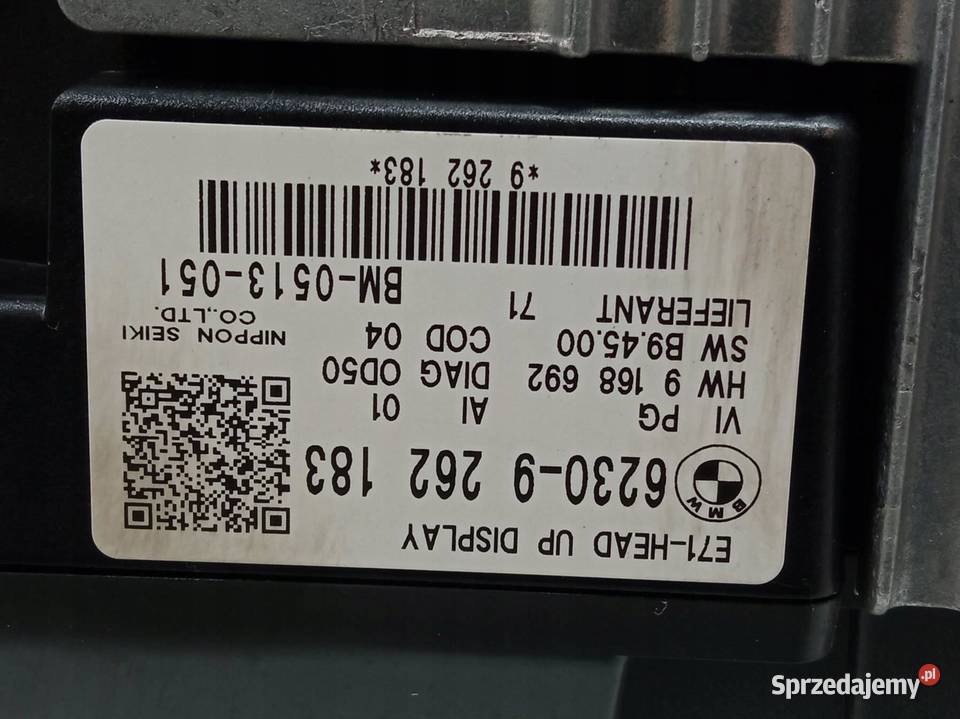 E71-HEAD UP DISPLAY
BMW 6230-9 262 183
VI PG AI 01
HW 9 168 692 DIAG OD50
SW B9.45.00 COD 04
LIEFERANT 71
NIPPON SEIKI
CO.,LTD.
BM-0513-051
*9 262 183*
Sprzedajemy.pl